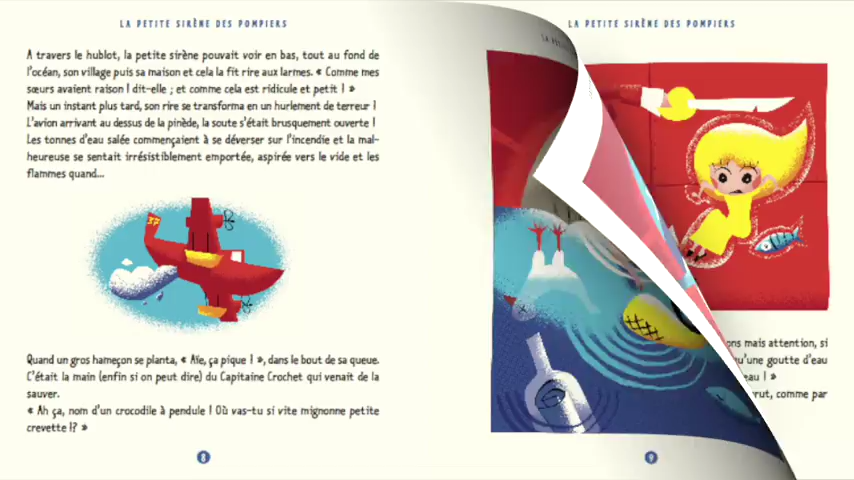 LA PETITE SIRÈNE DES POMPIERS
A travers le hublot, la petite sirène pouvait voir en bas, tout au fond de
l'océan, son village puis sa maison et cela la fit rire aux larmes. « Comme mes
sœurs avaient raison ! dit-elle ; et comme cela est ridicule et petit ! »
Mais un instant plus tard, son rire se transforma en un hurlement de terreur !
L'avion arrivant au dessus de la pinède, la soute s'était brusquement ouverte !
Les tonnes d'eau salée commençaient à se déverser sur l'incendie et la mal-
heureuse se sentait irrésistiblement emportée, aspirée vers le vide et les
flammes quand...
Quand un gros hameçon se planta, « Aïe, ça pique ! », dans le bout de sa queue.
C'était la main (enfin si on peut dire) du Capitaine Crochet qui venait de la
sauver.
« Ah ça, nom d'un crocodile à pendule ! Où vas-tu si vite mignonne petite
crevette !? »
8
LA PETITE SIRÈNE DES POMPIERS
LA PETIT
ons mais attention, si
qu'une goutte d'eau
eau ! »
rut, comme par
9